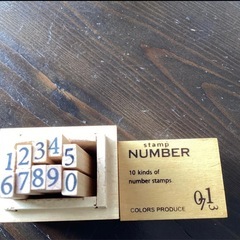 1 2 3 4 5
6 7 8 9 0
stamp
NUMBER
10 kinds of
number stamps
COLORS PRODUCE